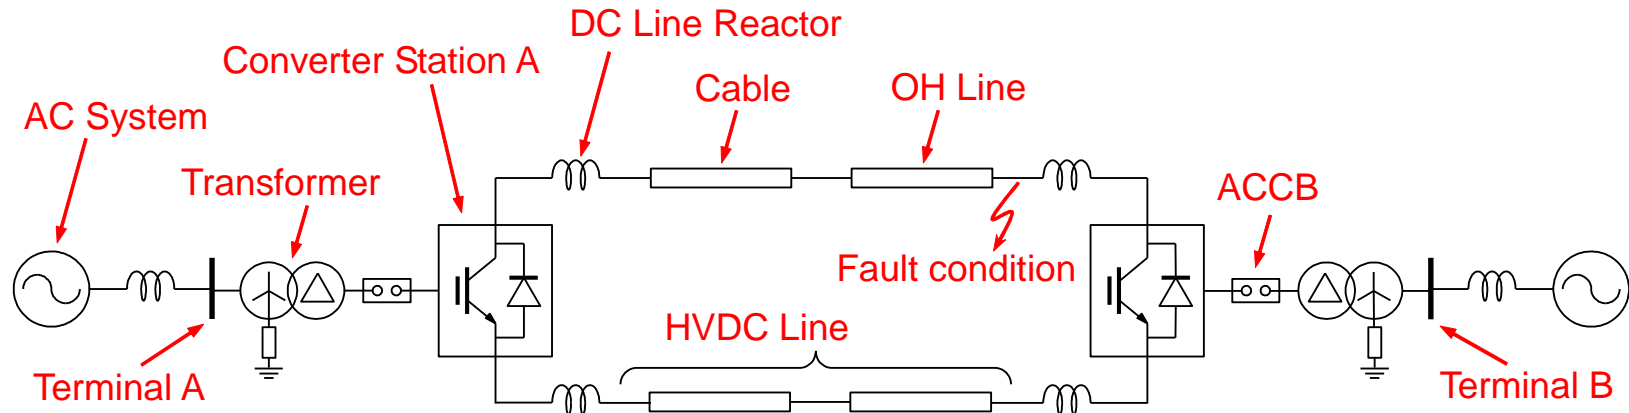 DC Line Reactor
Converter Station A
Cable
OH Line
AC System
Transformer
ACCB
Fault condition
HVDC Line
Terminal A
Terminal B